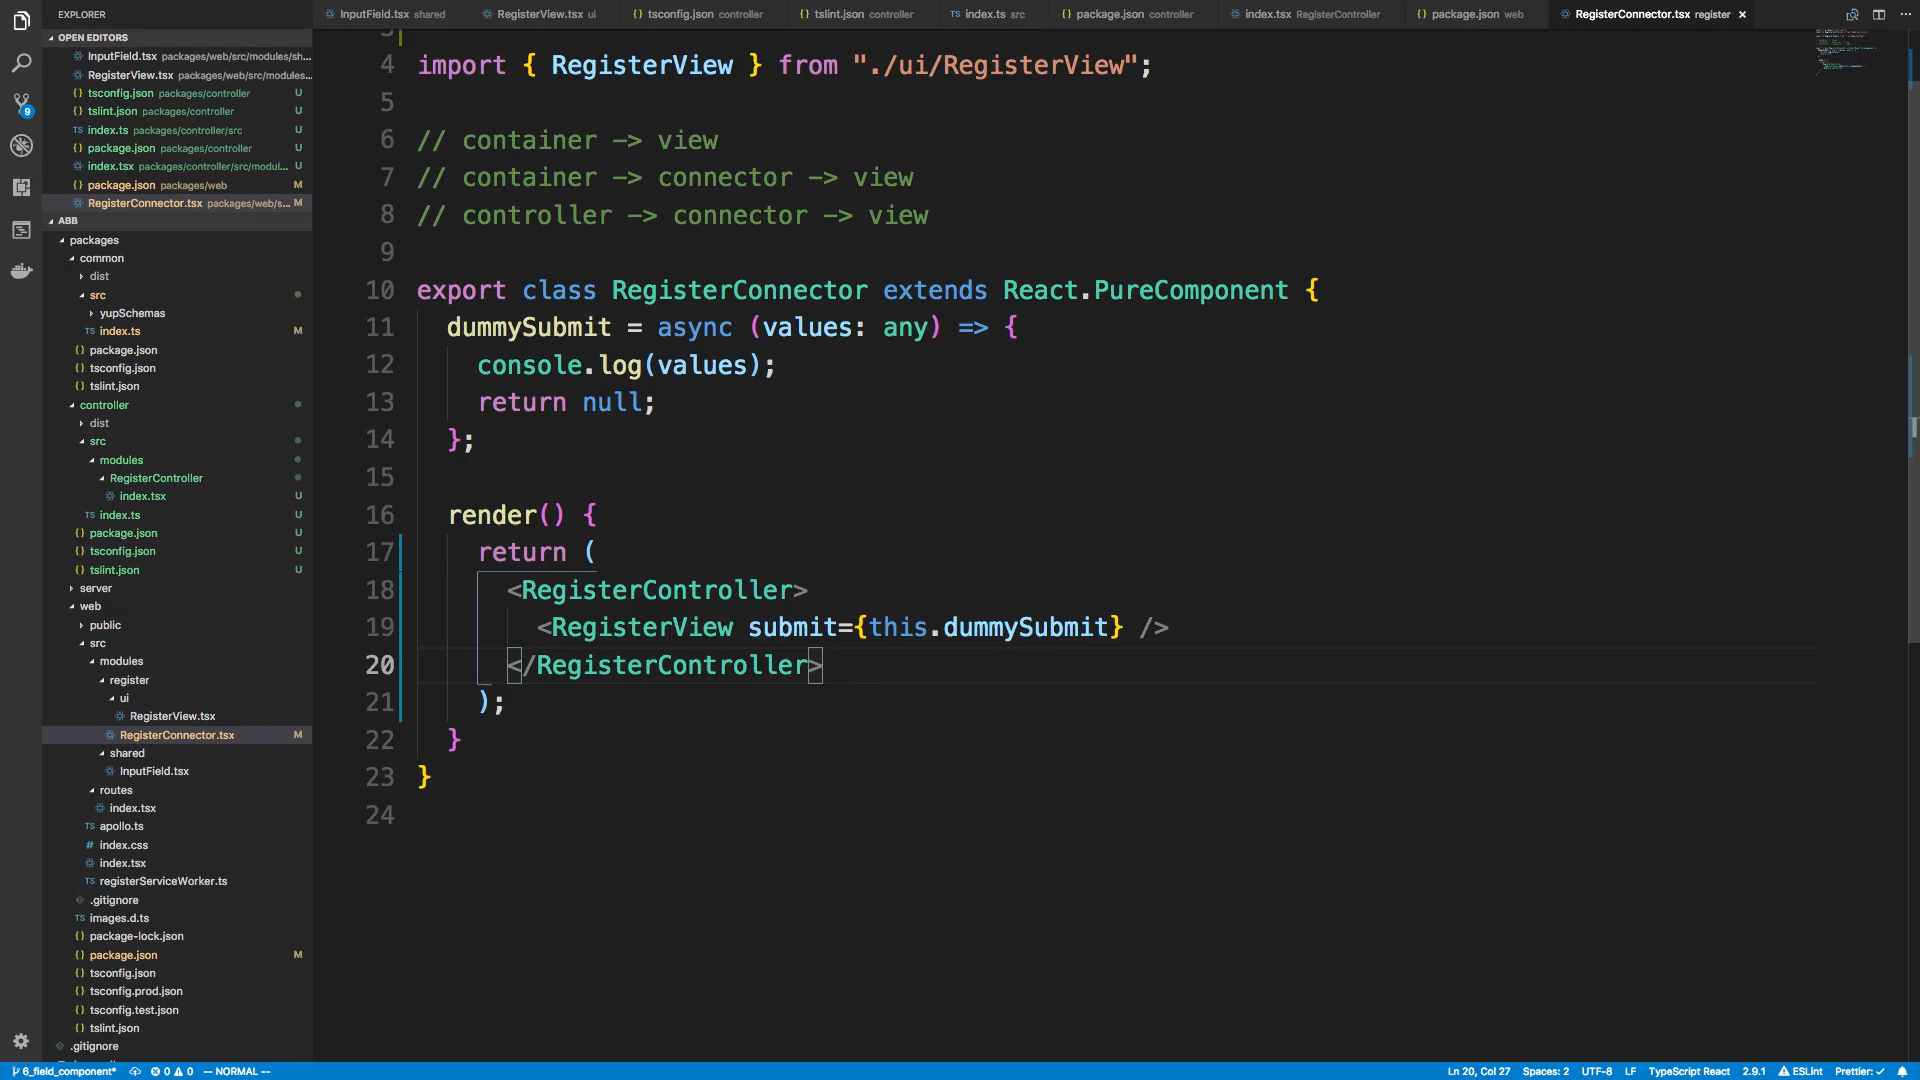 EXPLORER
OPEN EDITORS
InputField.tsx packages/web/src/modules/sh...
RegisterView.tsx packages/web/src/modules...
tsconfig.json packages/controller U
tslint.json packages/controller U
index.ts packages/controller/src U
package.json packages/controller U
index.tsx packages/controller/src/modul... U
package.json packages/web M
RegisterConnector.tsx packages/web/s... M
ABB
packages
common
dist
src
yupSchemas
index.ts M
package.json
tsconfig.json
tslint.json
controller
dist
src
modules
RegisterController
index.tsx U
index.ts U
package.json U
tsconfig.json U
tslint.json U
server
web
public
src
modules
register
ui
RegisterView.tsx
RegisterConnector.tsx M
shared
InputField.tsx
routes
index.tsx
apollo.ts
index.css
index.tsx
registerServiceWorker.ts
.gitignore
images.d.ts
package-lock.json
package.json M
tsconfig.json
tsconfig.prod.json
tsconfig.test.json
tslint.json
.gitignore
InputField.tsx shared RegisterView.tsx ui tsconfig.json controller tslint.json controller index.ts src package.json controller index.tsx RegisterController package.json web RegisterConnector.tsx register
3
4 import { RegisterView } from "./ui/RegisterView";
5
6 // container -> view
7 // container -> connector -> view
8 // controller -> connector -> view
9
10 export class RegisterConnector extends React.PureComponent {
11 dummySubmit = async (values: any) => {
12 console.log(values);
13 return null;
14 };
15
16 render() {
17 return (
18 <RegisterController>
19 <RegisterView submit={this.dummySubmit} />
20 </RegisterController>
21 );
22 }
23 }
24
9
6_field_component* 0 0 -- NORMAL -- Ln 20, Col 27 Spaces: 2 UTF-8 LF TypeScript React 2.9.1 ESLint Prettier: ✓